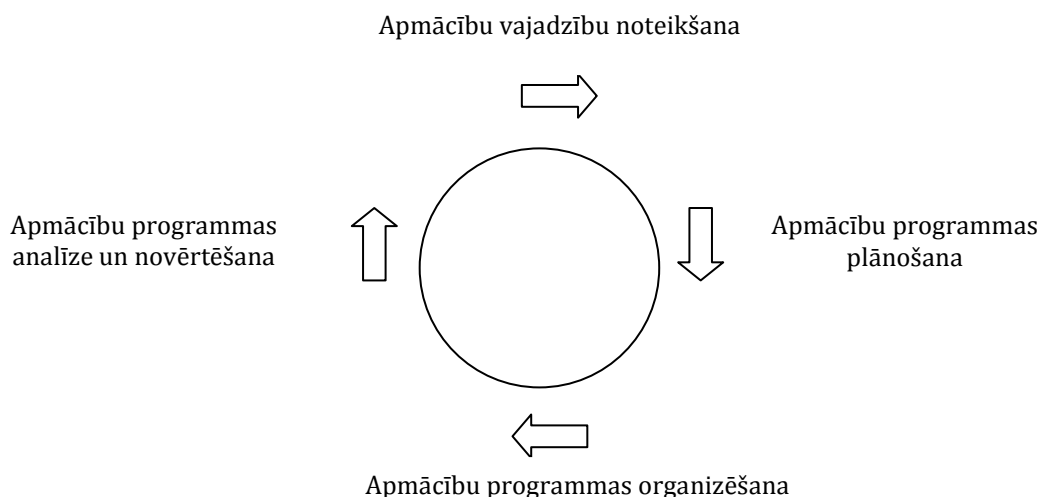 Apmācību vajadzību noteikšana
Apmācību programmas
analīze un novērtēšana
Apmācību programmas
plānošana
Apmācību programmas organizēšana